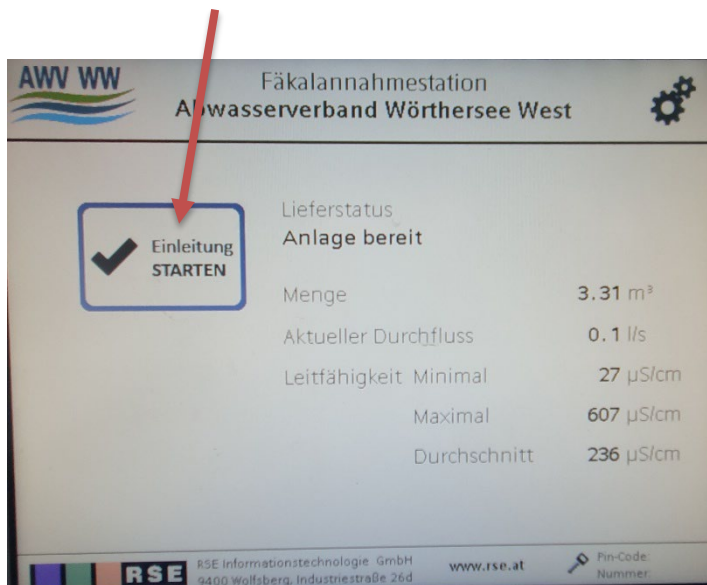 AWV WW
Fäkalannahmestation
Abwasserverband Wörthersee West
Einleitung
STARTEN
Lieferstatus
Anlage bereit
Menge 3.31 m³
Aktueller Durchfluss 0.1 l/s
Leitfähigkeit Minimal 27 µS/cm
Maximal 607 µS/cm
Durchschnitt 236 µS/cm
RSE
RSE Informationstechnologie GmbH
9400 Wolfsberg, Industriestraße 26d
www.rse.at
Pin-Code:
Nummer: